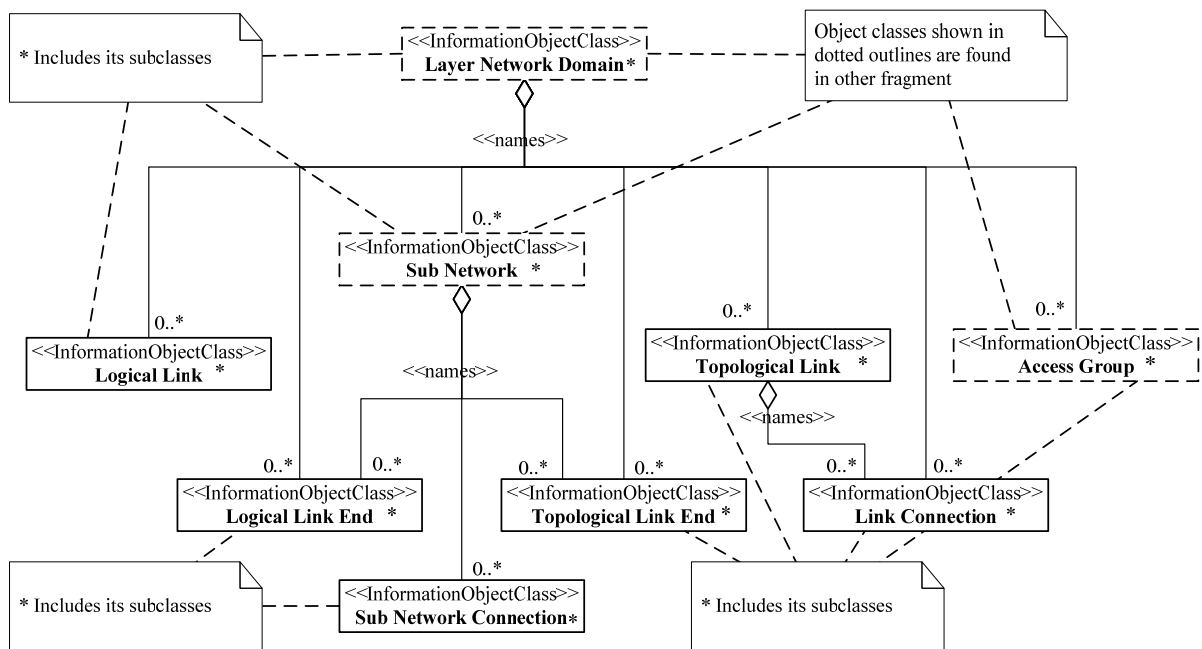 * Includes its subclasses
<<InformationObjectClass>>
Layer Network Domain*
Object classes shown in
dotted outlines are found
in other fragment
<<names>>
0..*
<<InformationObjectClass>>
Sub Network *
0..*
<<InformationObjectClass>>
Logical Link *
<<names>>
0..*
<<InformationObjectClass>>
Topological Link *
<<names>>
0..*
<<InformationObjectClass>>
Access Group *
0..*
0..*
<<InformationObjectClass>>
Logical Link End *
0..*
0..*
<<InformationObjectClass>>
Topological Link End *
0..*
0..*
<<InformationObjectClass>>
Link Connection *
* Includes its subclasses
0..*
<<InformationObjectClass>>
Sub Network Connection*
* Includes its subclasses